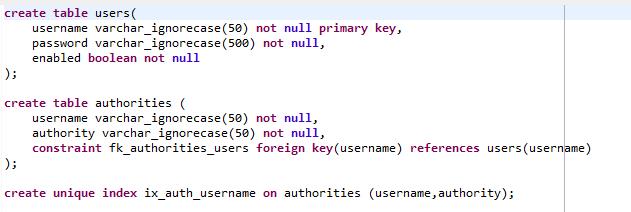 create table users(
    username varchar_ignorecase(50) not null primary key,
    password varchar_ignorecase(500) not null,
    enabled boolean not null
);
create table authorities (
    username varchar_ignorecase(50) not null,
    authority varchar_ignorecase(50) not null,
    constraint fk_authorities_users foreign key(username) references users(username)
);
create unique index ix_auth_username on authorities (username,authority);